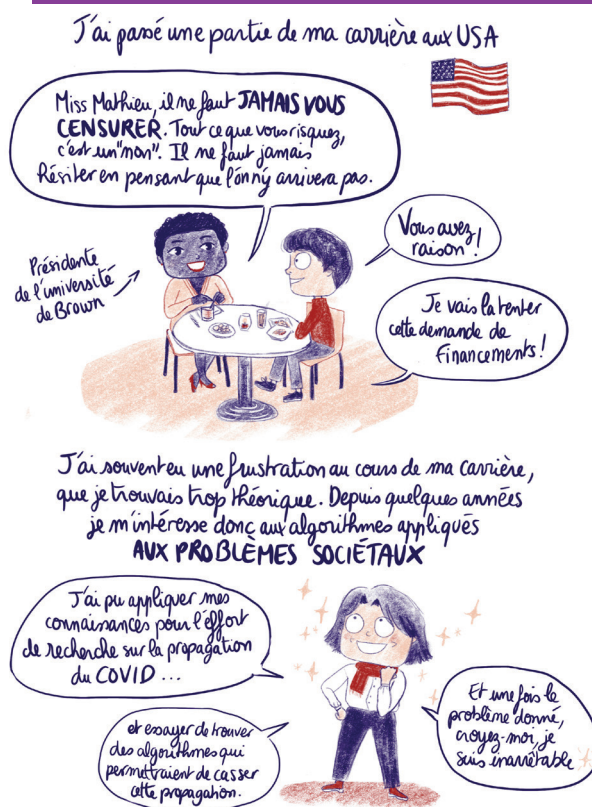 J'ai passé une partie de ma carrière aux USA
Miss Mathieu, il ne faut JAMAIS VOUS
CENSURER. Tout ce que vous risquez,
c'est un "non". Il ne faut jamais
hésiter en pensant que l'on n'y arrivera pas.
Présidente
de l'université
de Brown
Vous avez
raison !
Je vais la tenter
cette demande de
financements !
J'ai souvent eu une frustration au cours de ma carrière,
que je trouvais trop théorique. Depuis quelques années
je m'intéresse donc aux algorithmes appliqués
AUX PROBLÈMES SOCIÉTAUX
J'ai pu appliquer mes
connaissances pour l'effort
de recherche sur la propagation
du COVID ...
et essayer de trouver
des algorithmes qui
permettraient de casser
cette propagation.
Et une fois le
problème donné,
croyez-moi, je
suis inarrêtable